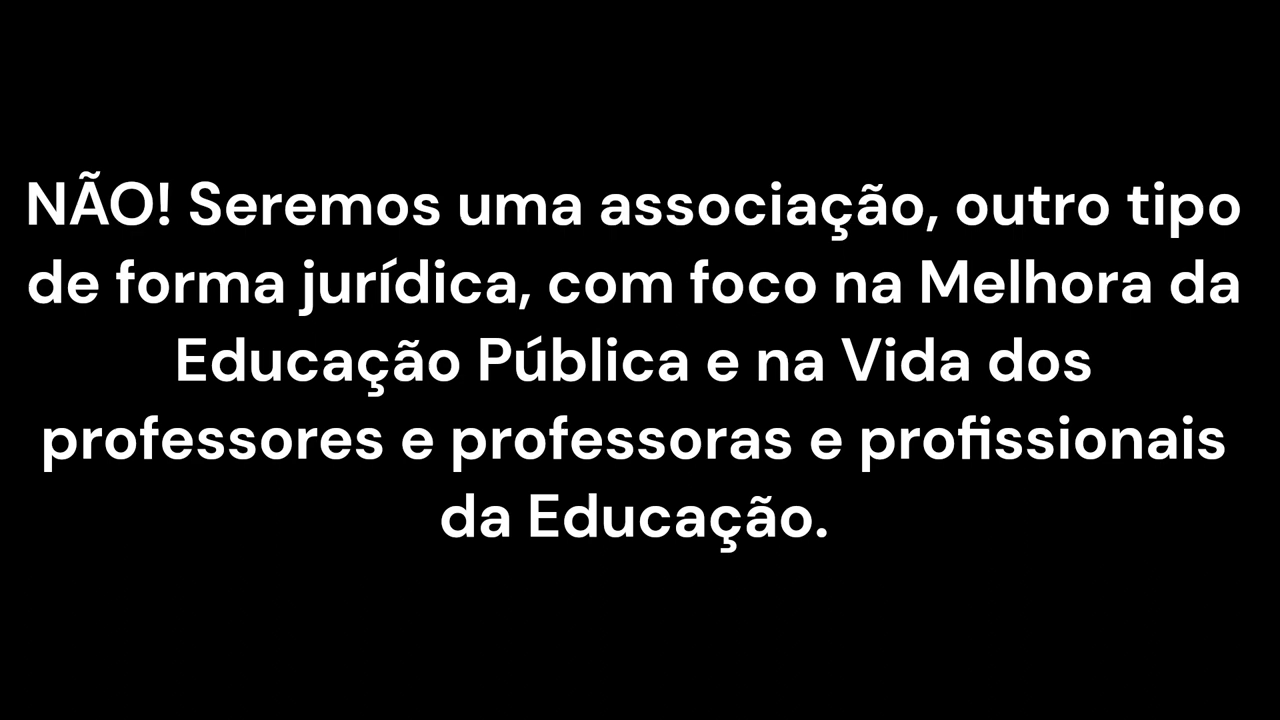 NÃO! Seremos uma associação, outro tipo
de forma jurídica, com foco na Melhora da
Educação Pública e na Vida dos
professores e professoras e profissionais
da Educação.